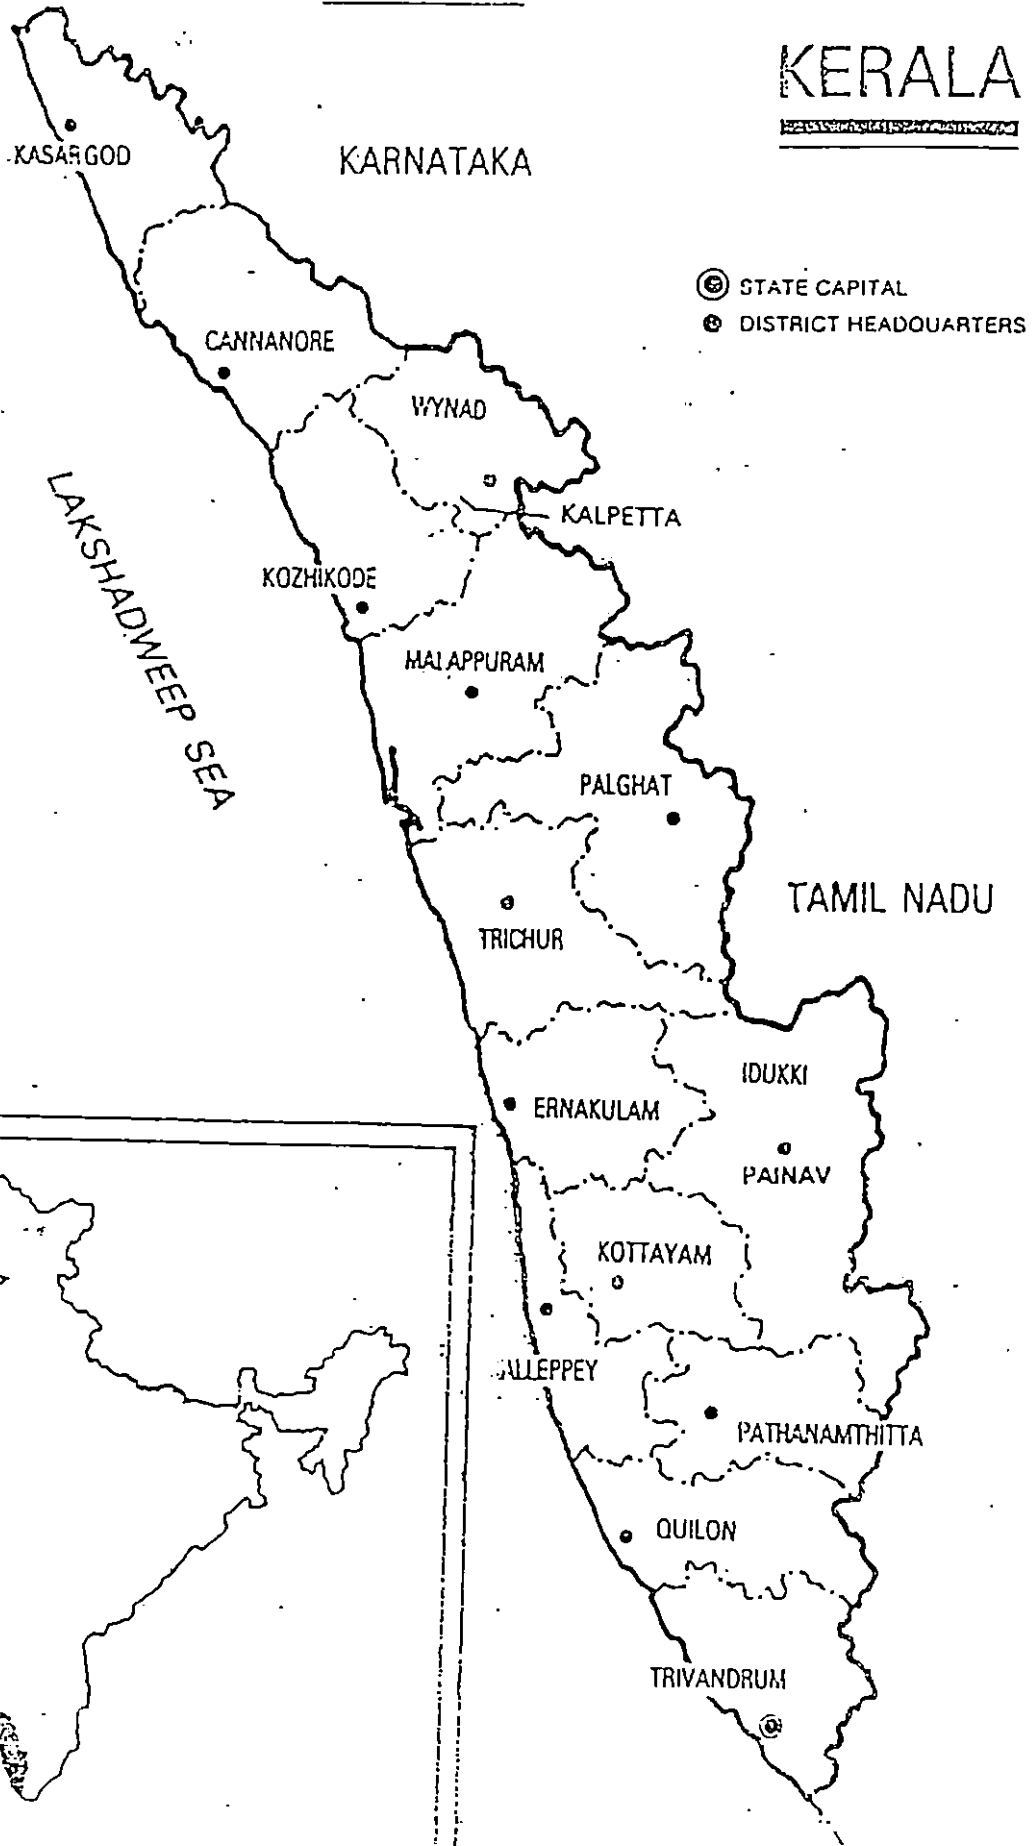 KERALA
KASARGOD
KARNATAKA
STATE CAPITAL
DISTRICT HEADQUARTERS
CANNANORE
WYNAD
LAKSHADWEEP SEA
KALPETTA
KOZHIKODE
MALAPPURAM
PALGHAT
TAMIL NADU
TRICHUR
IDUKKI
ERNAKULAM
PAINAV
KOTTAYAM
ALLEPPEY
PATHANAMTHITTA
QUILON
TRIVANDRUM